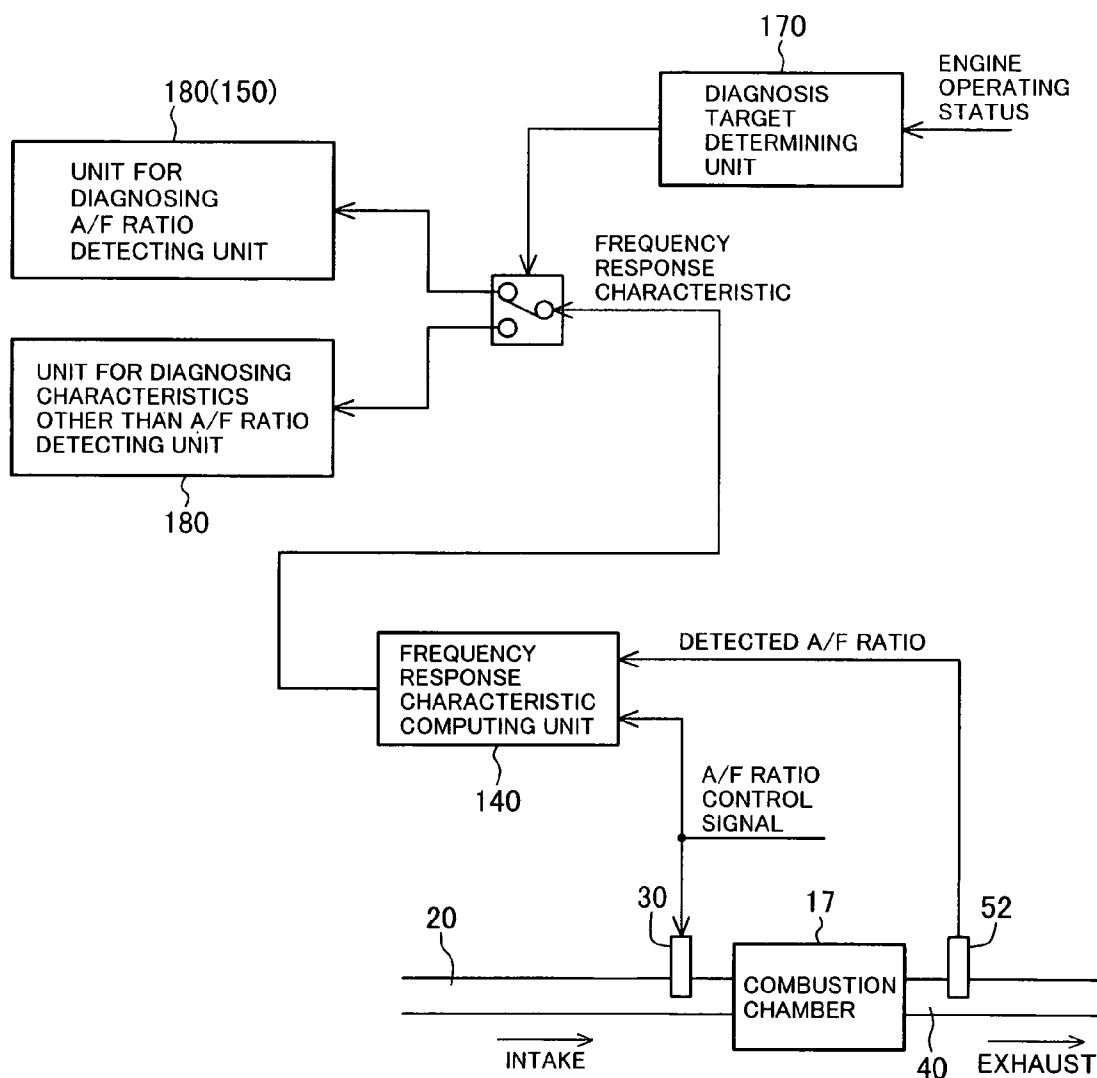 170
ENGINE
OPERATING
STATUS
DIAGNOSIS
TARGET
DETERMINING
UNIT
180(150)
UNIT FOR
DIAGNOSING
A/F RATIO
DETECTING UNIT
FREQUENCY
RESPONSE
CHARACTERISTIC
UNIT FOR DIAGNOSING
CHARACTERISTICS
OTHER THAN A/F RATIO
DETECTING UNIT
180
FREQUENCY
RESPONSE
CHARACTERISTIC
COMPUTING UNIT
140
DETECTED A/F RATIO
A/F RATIO
CONTROL
SIGNAL
20
30
17
52
COMBUSTION
CHAMBER
INTAKE
40
EXHAUST